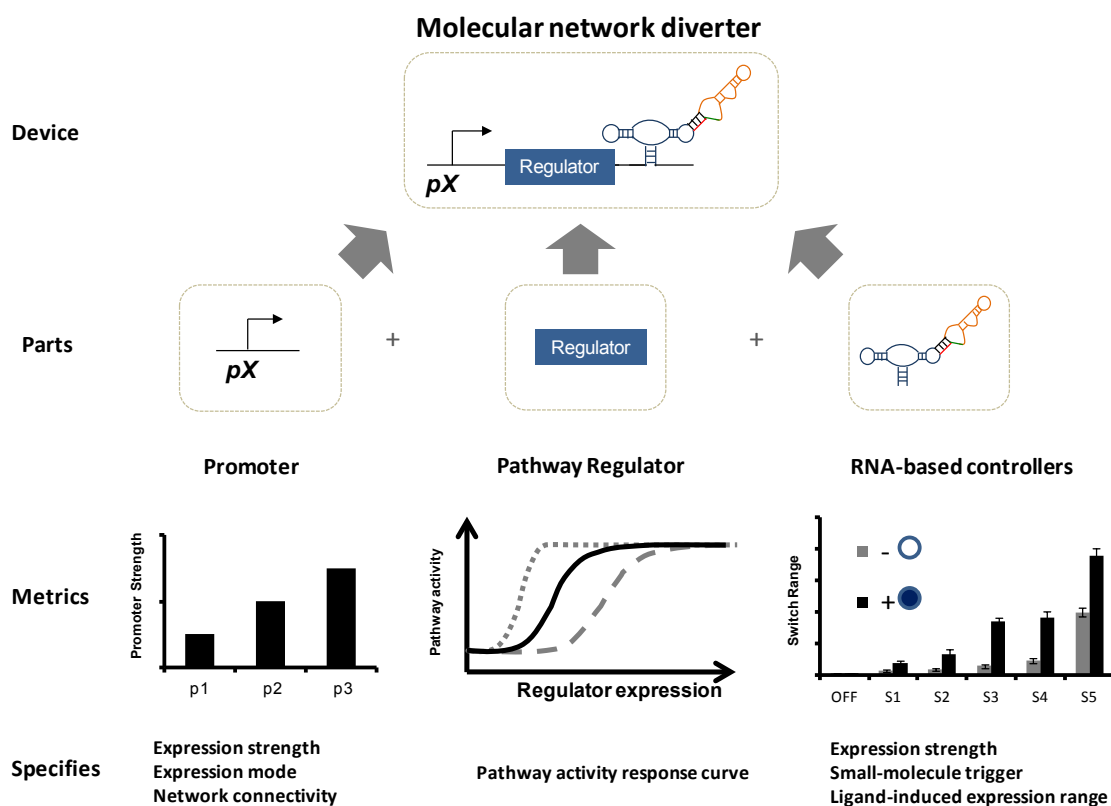 Molecular network diverter
Device
Regulator
pX
Parts
pX
+
Regulator
+
Promoter
Pathway Regulator
RNA-based controllers
Metrics
Promoter Strength
p1 p2 p3
Pathway activity
Regulator expression
Switch Range
-
+
OFF S1 S2 S3 S4 S5
Specifies
Expression strength
Expression mode
Network connectivity
Pathway activity response curve
Expression strength
Small-molecule trigger
Ligand-induced expression range